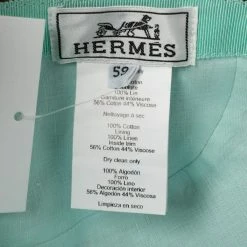 HERMÈS
59
100% Lin
Garniture intérieure
56% Coton 44% Viscose
Nettoyage à sec
100% Cotton
Lining
100% Linen
Inside trim
56% Cotton 44% Viscose
Dry clean only
100% Algodón
Forro
100% Lino
Decoración interior
56% Algodón 44% Viscosa
Limpieza en seco